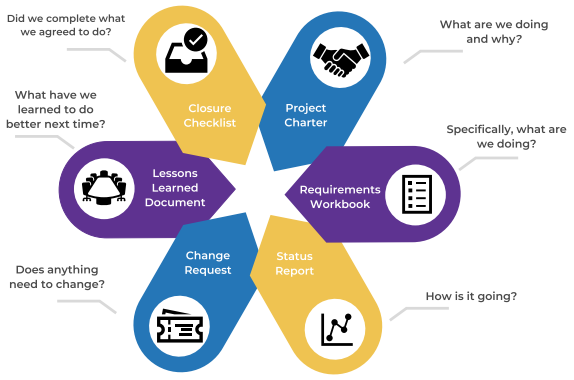 Did we complete what
we agreed to do?
What are we doing
and why?
Closure
Checklist
Project
Charter
What have we
learned to do
better next time?
Specifically, what are
we doing?
Lessons
Learned
Document
Requirements
Workbook
Change
Request
Status
Report
Does anything
need to change?
How is it going?